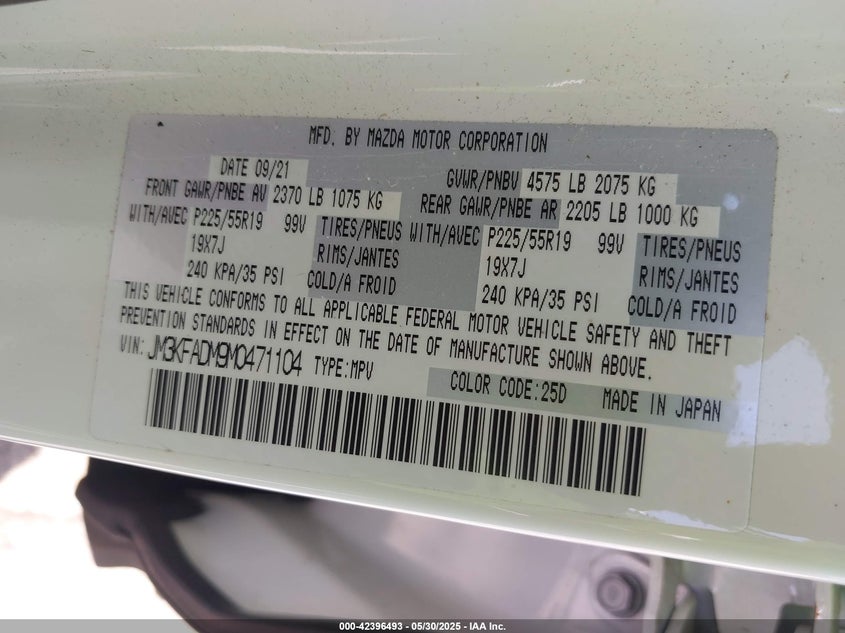 MFD. BY MAZDA MOTOR CORPORATION
DATE 09/21 GVWR/PNBV 4575 LB 2075 KG
FRONT GAWR/PNBE AV 2370 LB 1075 KG REAR GAWR/PNBE AR 2205 LB 1000 KG
WITH/AVEC P225/55R19 99V TIRES/PNEUS WITH/AVEC P225/55R19 99V TIRES/PNEUS
19X7J RIMS/JANTES 19X7J RIMS/JANTES
240 KPA/35 PSI COLD/A FROID 240 KPA/35 PSI COLD/A FROID
THIS VEHICLE CONFORMS TO ALL APPLICABLE FEDERAL MOTOR VEHICLE SAFETY AND THEFT
PREVENTION STANDARDS IN EFFECT ON THE DATE OF MANUFACTURE SHOWN ABOVE.
VIN: JM3KFADM9M0471104 TYPE:MPV
COLOR CODE:25D MADE IN JAPAN
000-42396493 - 05/30/2025 - IAA Inc.